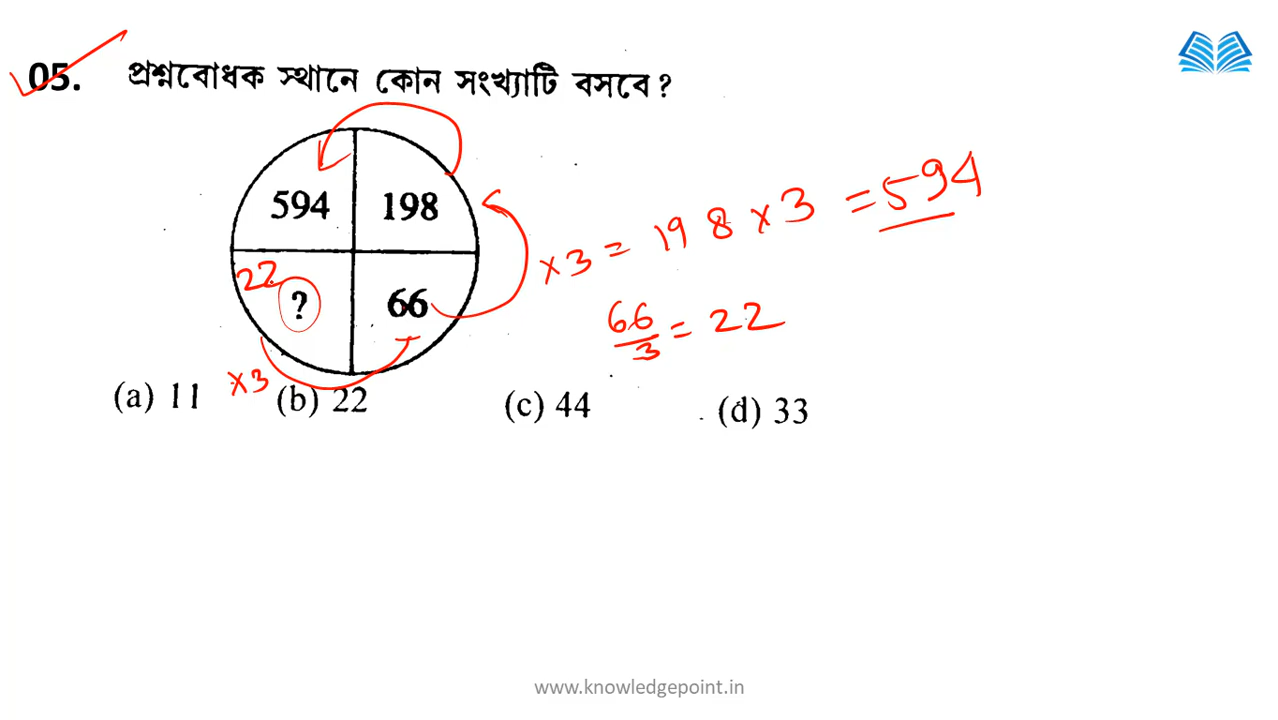 05. প্রশ্নবোধক স্থানে কোন সংখ্যাটি বসবে ?
594 198
×3 = 198 × 3 = 594
22 ? 66
66/3 = 22
×3
(a) 11 (b) 22 (c) 44 (d) 33
www.knowledgepoint.in